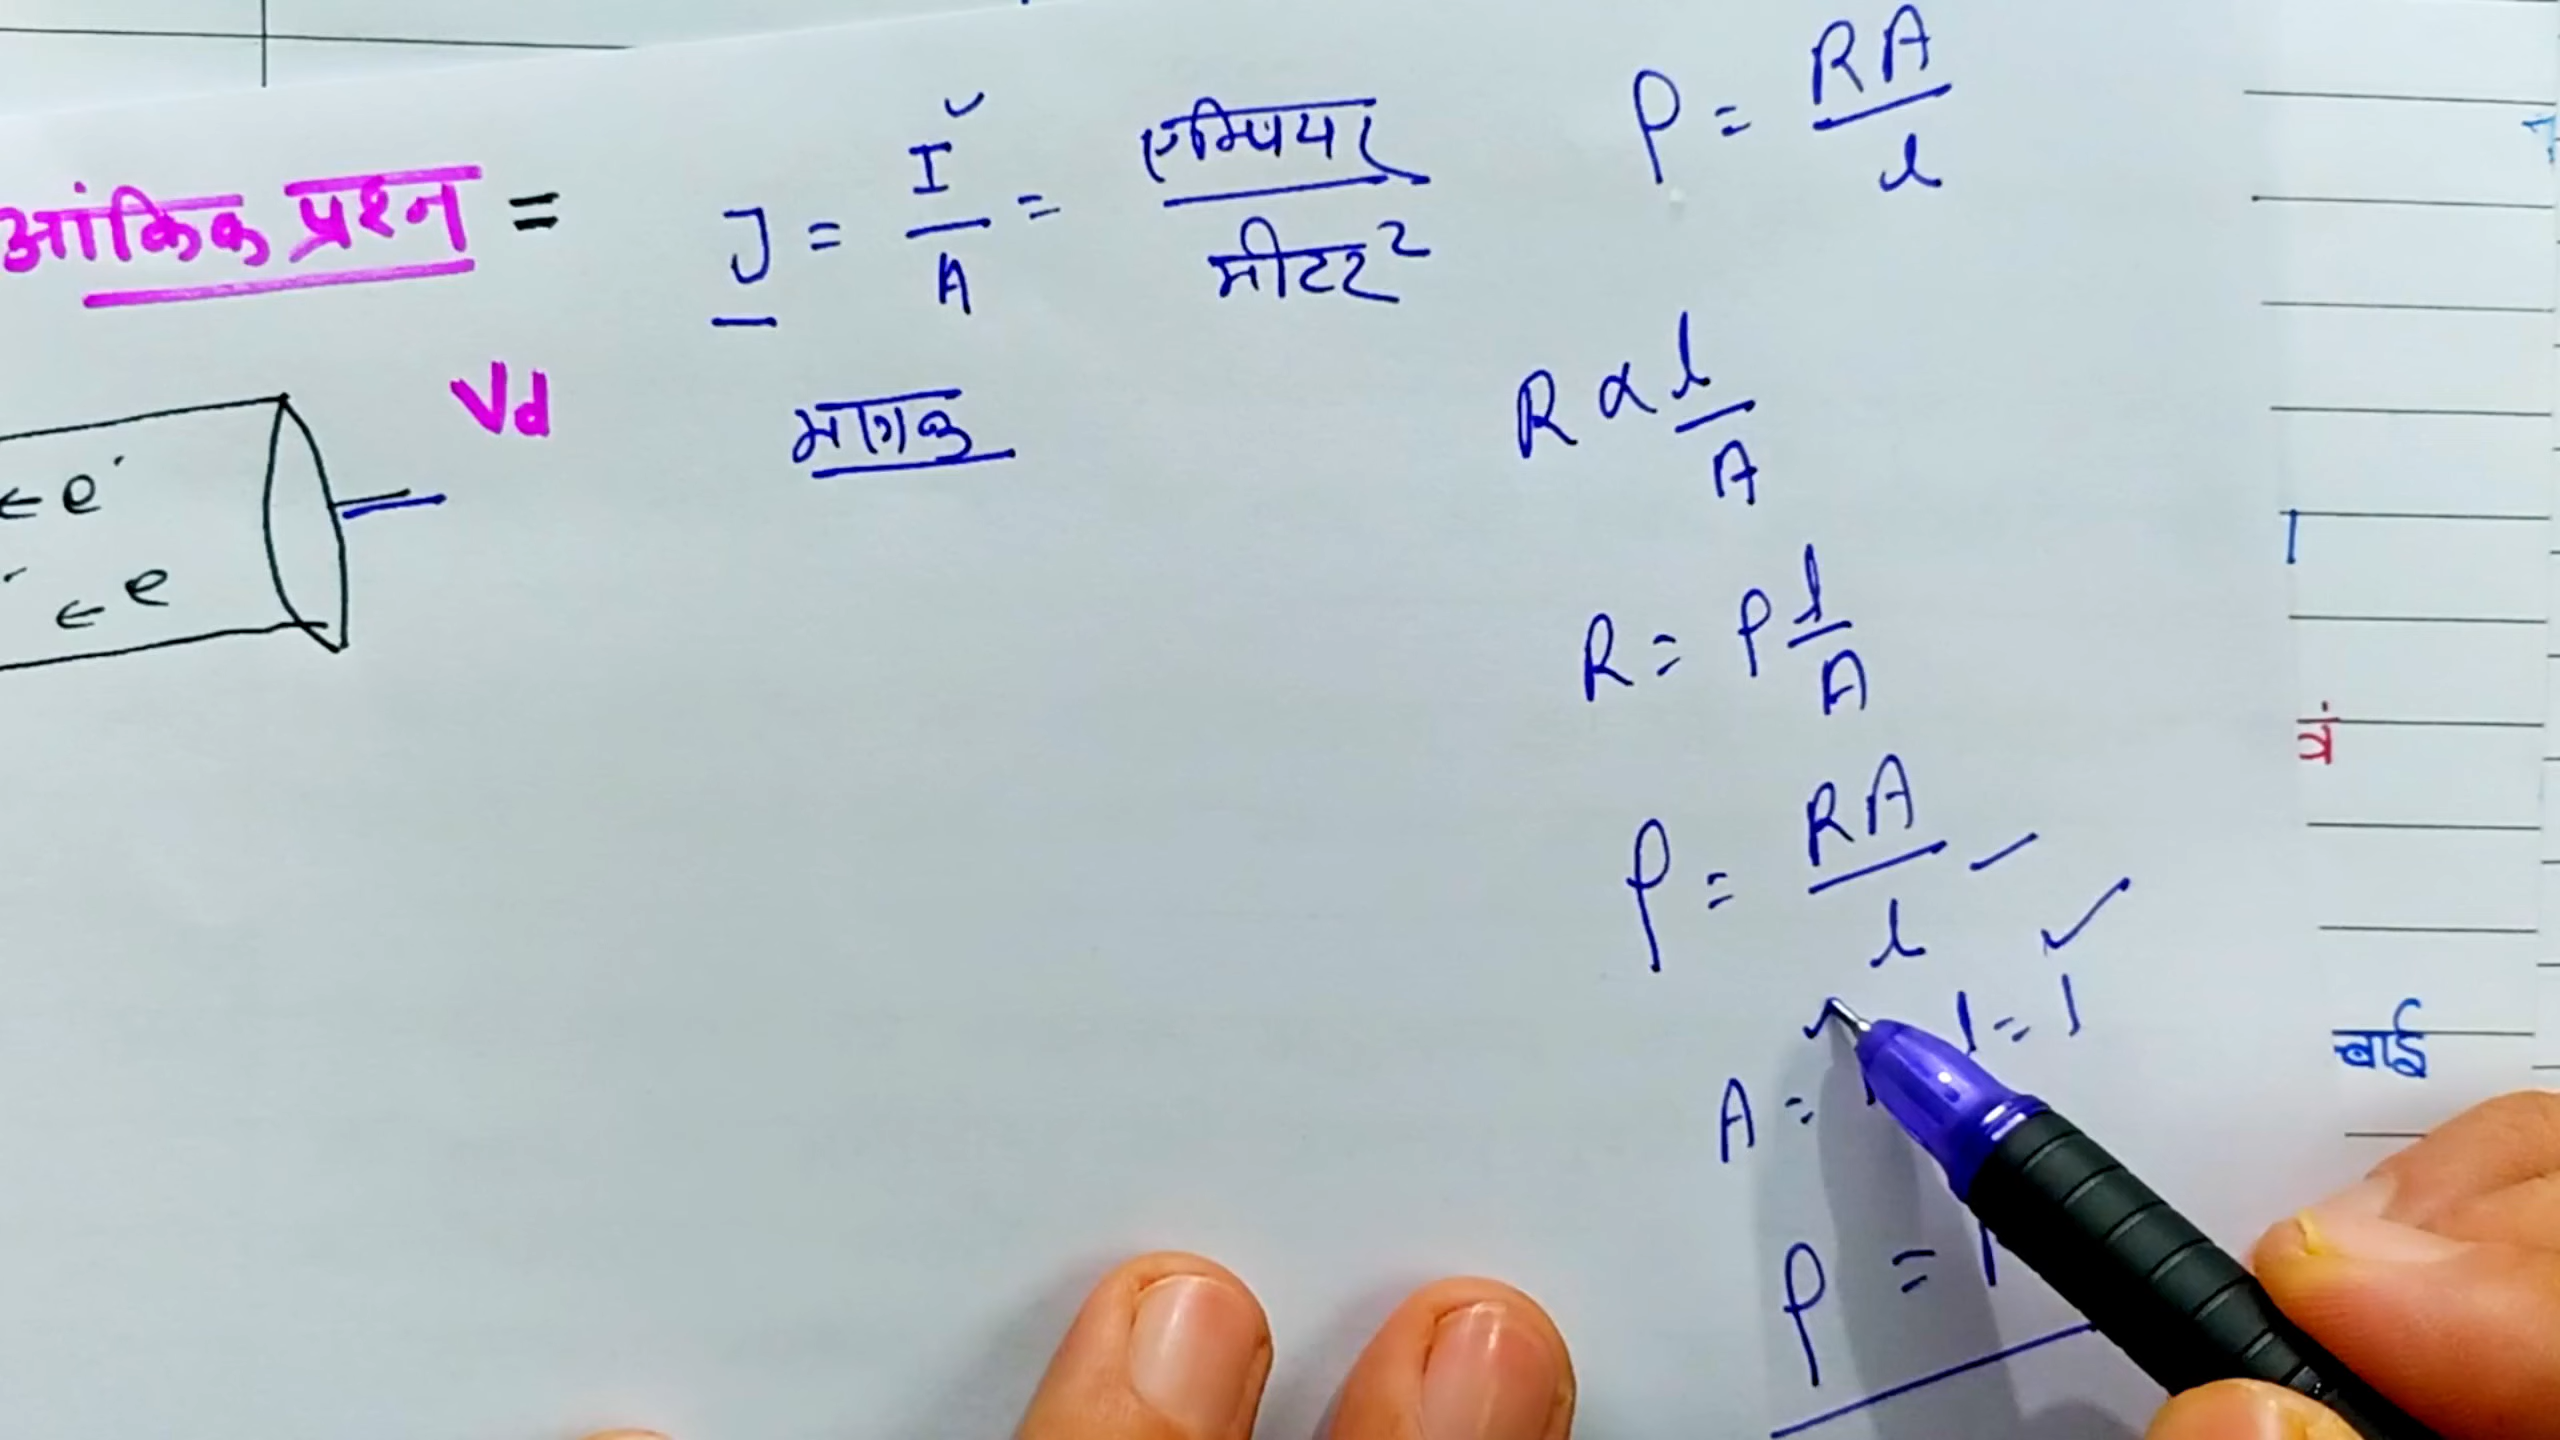 आंकिक प्रश्न =
J = I/A = एम्पियर/मीटर²
Vd
मात्रक
← e⁻
← e
ρ = RA/l
R α l/A
R = ρ l/A
ρ = RA/l
l = 1
A =
ρ =
बाई